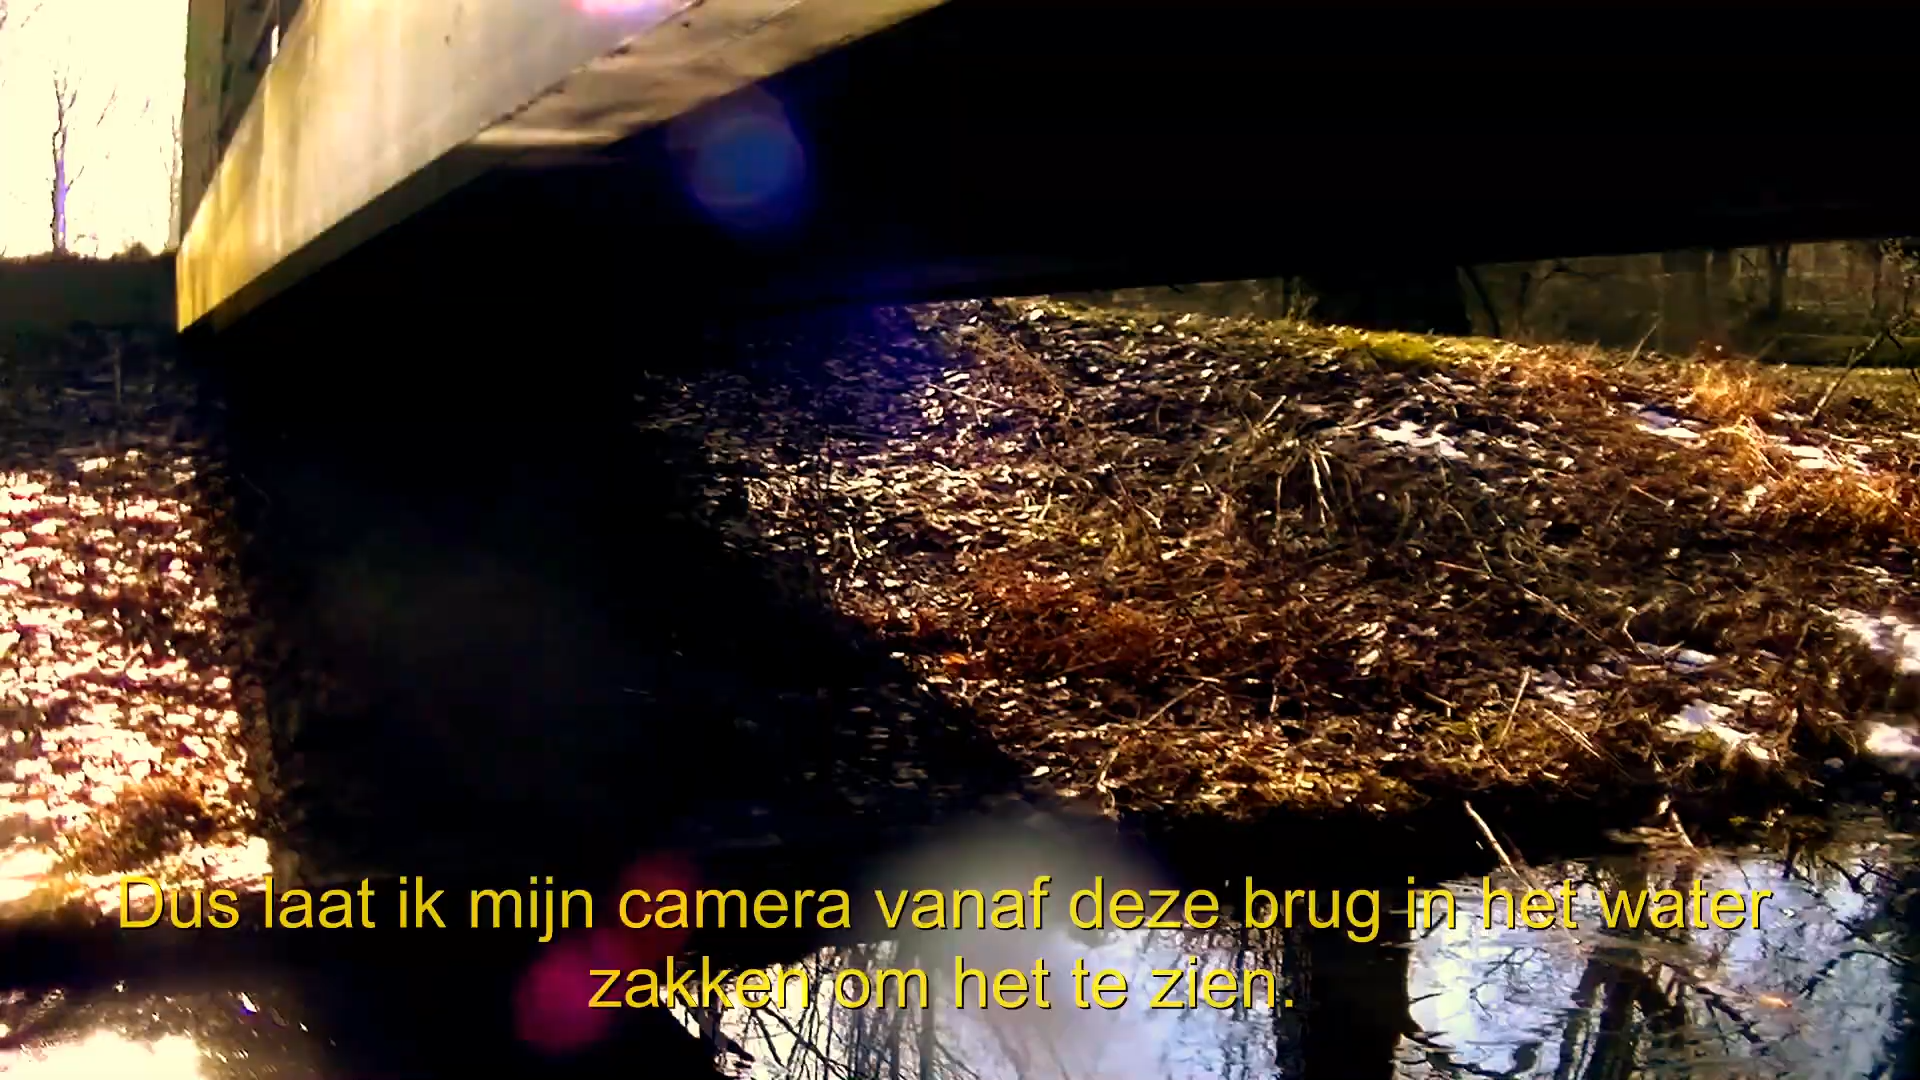 Dus laat ik mijn camera vanaf deze brug in het water
zakken om het te zien.